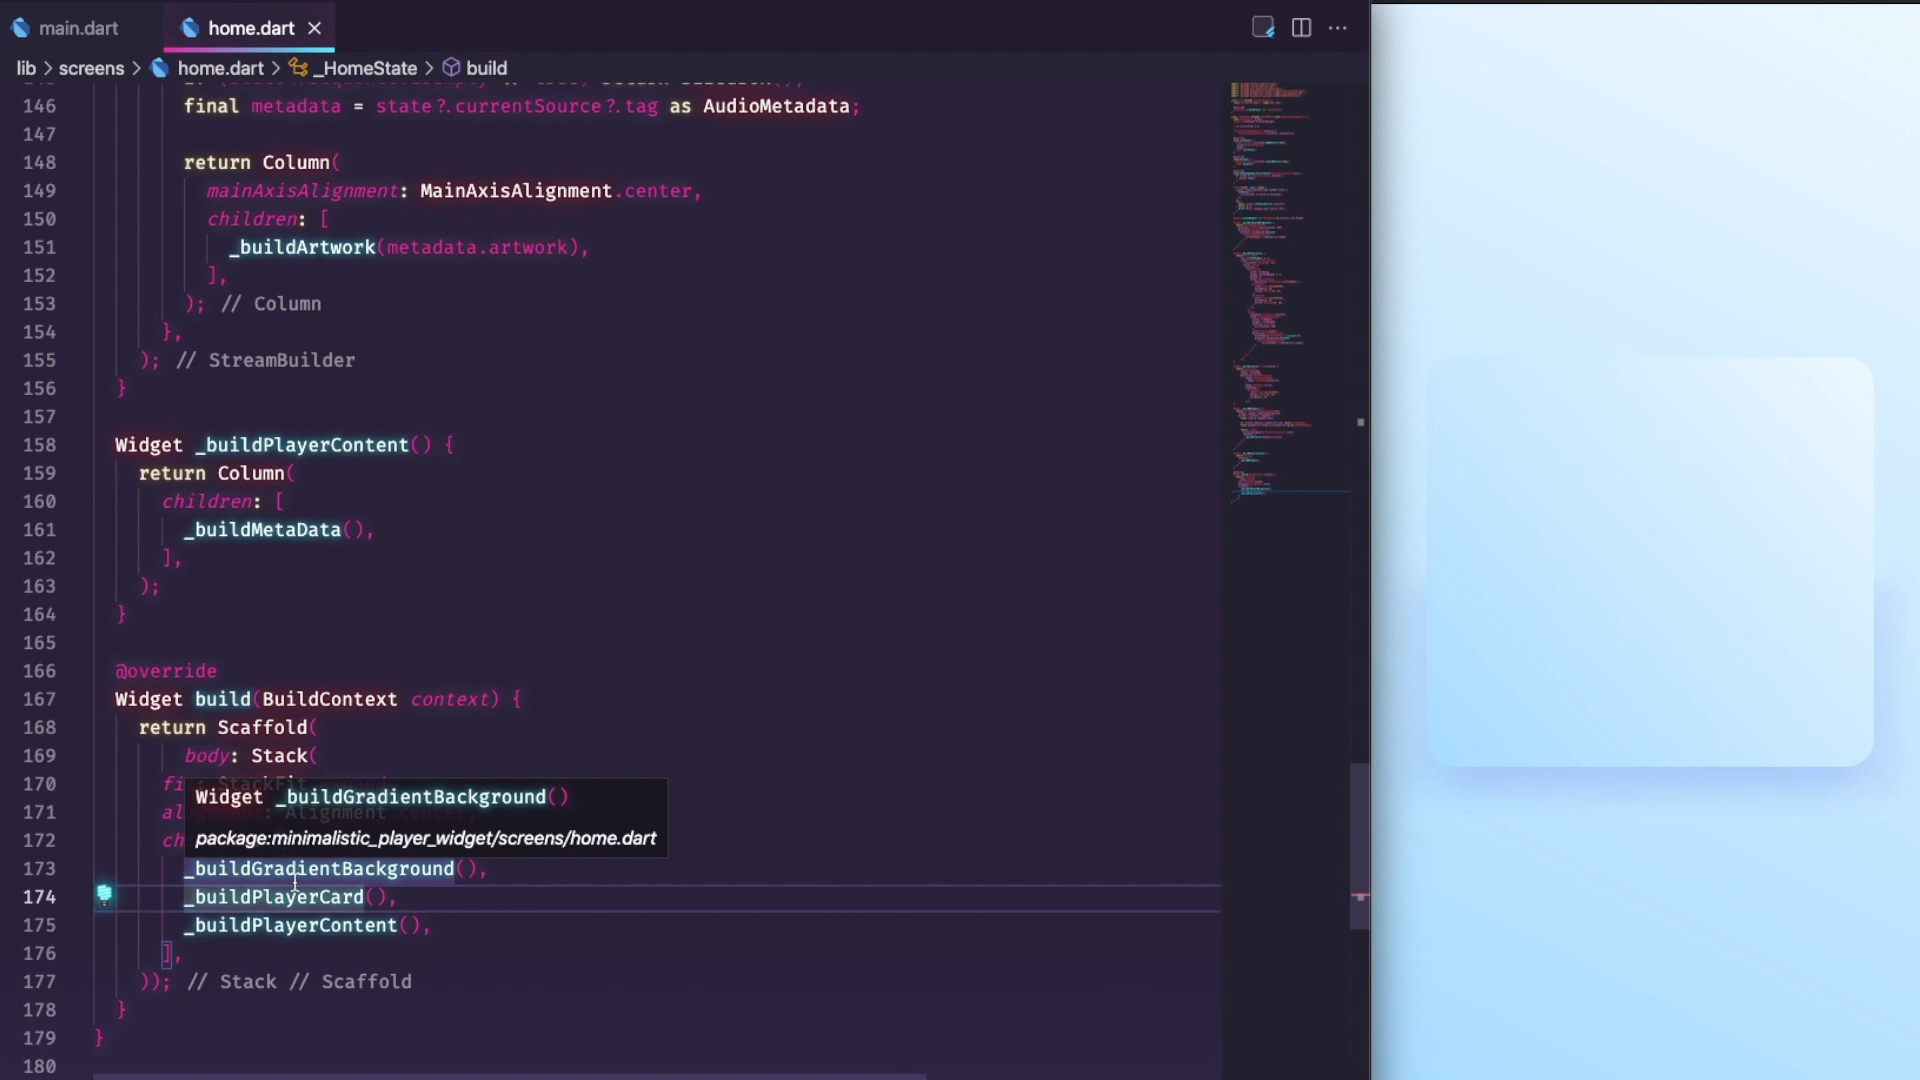 main.dart
home.dart
lib > screens > home.dart > _HomeState > build
146 final metadata = state?.currentSource?.tag as AudioMetadata;
147
148 return Column(
149 mainAxisAlignment: MainAxisAlignment.center,
150 children: [
151 _buildArtwork(metadata.artwork),
152 ],
153 ); // Column
154 },
155 ); // StreamBuilder
156 }
157
158 Widget _buildPlayerContent() {
159 return Column(
160 children: [
161 _buildMetaData(),
162 ],
163 );
164 }
165
166 @override
167 Widget build(BuildContext context) {
168 return Scaffold(
169 body: Stack(
170 fi
Widget _buildGradientBackground()
171 al
package:minimalistic_player_widget/screens/home.dart
172 ch
173 _buildGradientBackground(),
174 _buildPlayerCard(),
175 _buildPlayerContent(),
176 ],
177 )); // Stack // Scaffold
178 }
179 }
180